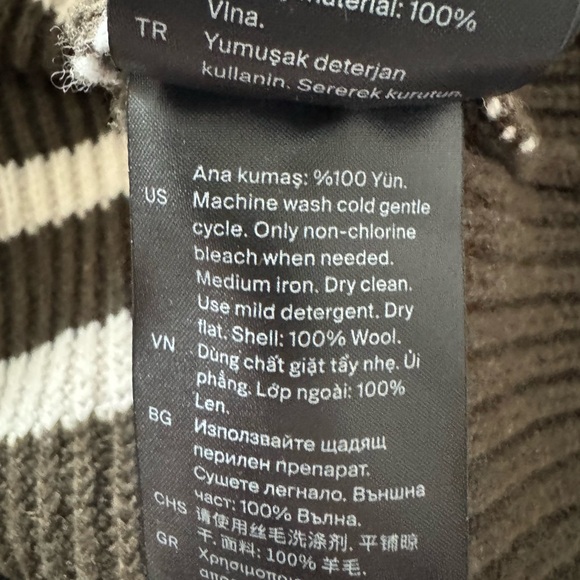 material: 100%
Vlna.
TR Yumuşak deterjan
kullanin. Sererek kurutun.
Ana kumaş: %100 Yün.
US Machine wash cold gentle
cycle. Only non-chlorine
bleach when needed.
Medium iron. Dry clean.
Use mild detergent. Dry
flat. Shell: 100% Wool.
VN Dùng chất giặt tẩy nhẹ. Ủi
phẳng. Lớp ngoài: 100%
Len.
BG Използвайте щадящ
перилен препарат.
Сушете легнало. Външна
част: 100% Вълна.
CHS 请使用丝毛洗涤剂. 平铺晾
干. 面料: 100% 羊毛.
GR